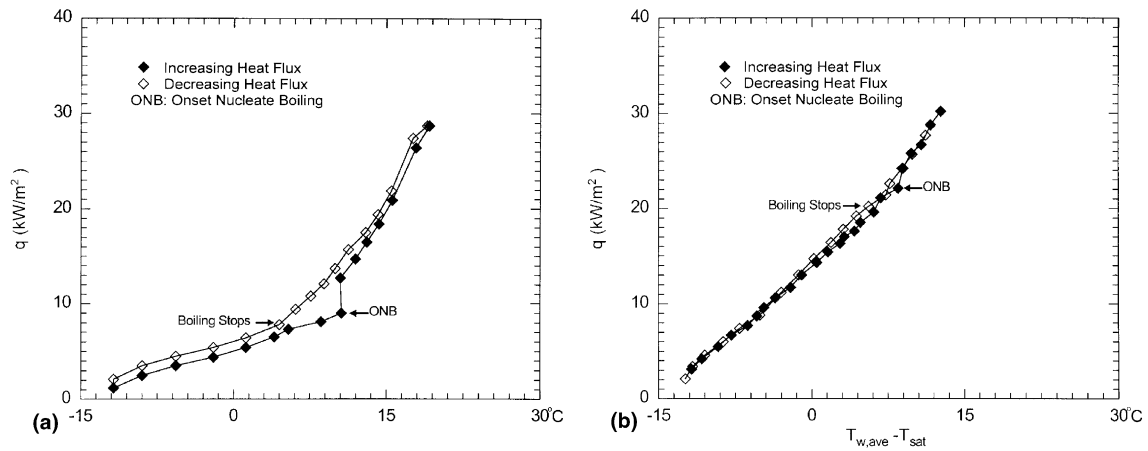 40
30
20
10
0
q (kW/m²)
◆ Increasing Heat Flux
◇ Decreasing Heat Flux
ONB: Onset Nucleate Boiling
Boiling Stops
ONB
-15 0 15 30°C
(a)
40
30
20
10
0
q (kW/m²)
◆ Increasing Heat Flux
◇ Decreasing Heat Flux
ONB: Onset Nucleate Boiling
Boiling Stops
ONB
-15 0 15 30°C
(b)
T_w,ave - T_sat